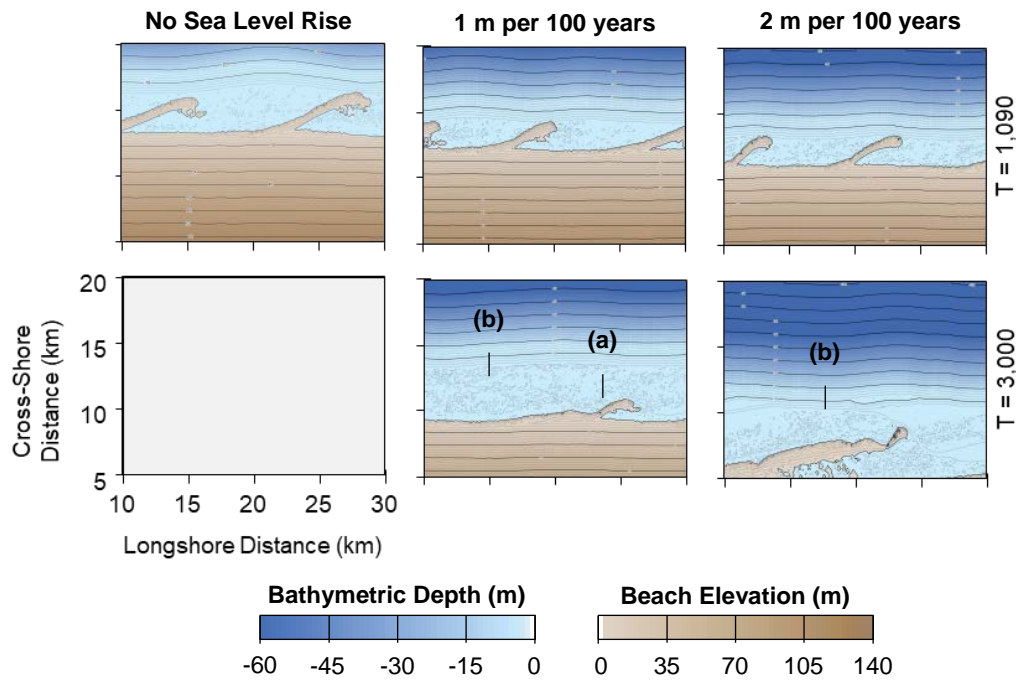 No Sea Level Rise
1 m per 100 years
2 m per 100 years
T = 1,090
20
15
10
5
10
15
20
25
30
Cross-Shore
Distance (km)
Longshore Distance (km)
(b)
(a)
(b)
T = 3,000
Bathymetric Depth (m)
-60
-45
-30
-15
0
Beach Elevation (m)
0
35
70
105
140